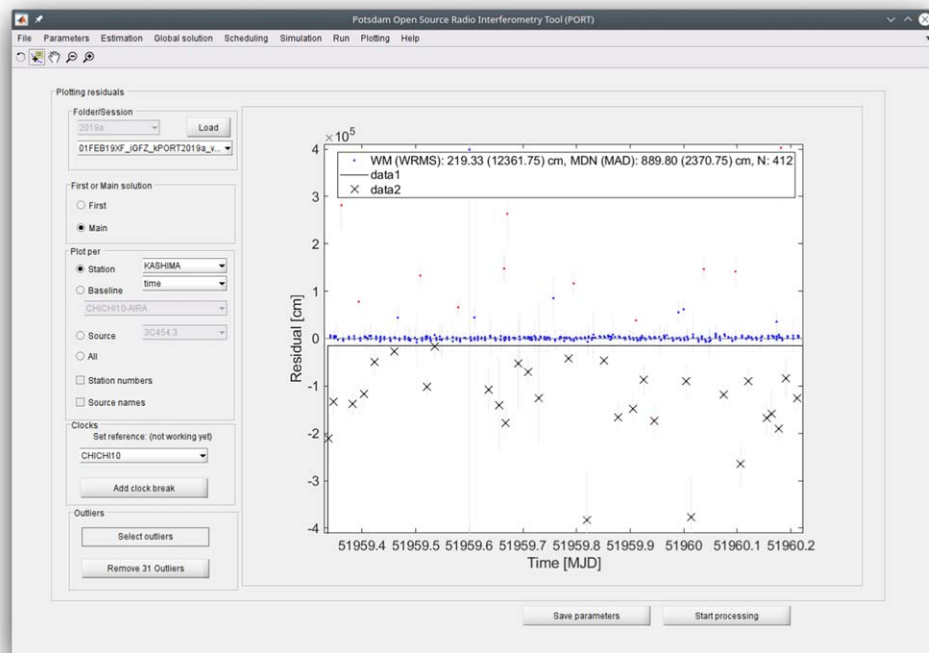 Potsdam Open Source Radio Interferometry Tool (PORT)
File Parameters Estimation Global solution Scheduling Simulation Run Plotting Help
Plotting residuals
Folder/Session
2019a
Load
01FEB19XF_iGFZ_kPORT2019a_v...
First or Main solution
First
Main
Plot per
Station
KASHIMA
time
Baseline
CHICHI10-AIRA
Source
3C454.3
All
Station numbers
Source names
Clocks
Set reference: (not working yet)
CHICHI10
Add clock break
Outliers
Select outliers
Remove 31 Outliers
×10⁵
WM (WRMS): 219.33 (12361.75) cm, MDN (MAD): 889.80 (2370.75) cm, N: 412
data1
data2
4
3
2
1
0
-1
-2
-3
-4
Residual [cm]
51959.4 51959.5 51959.6 51959.7 51959.8 51959.9 51960 51960.1 51960.2
Time [MJD]
Save parameters
Start processing